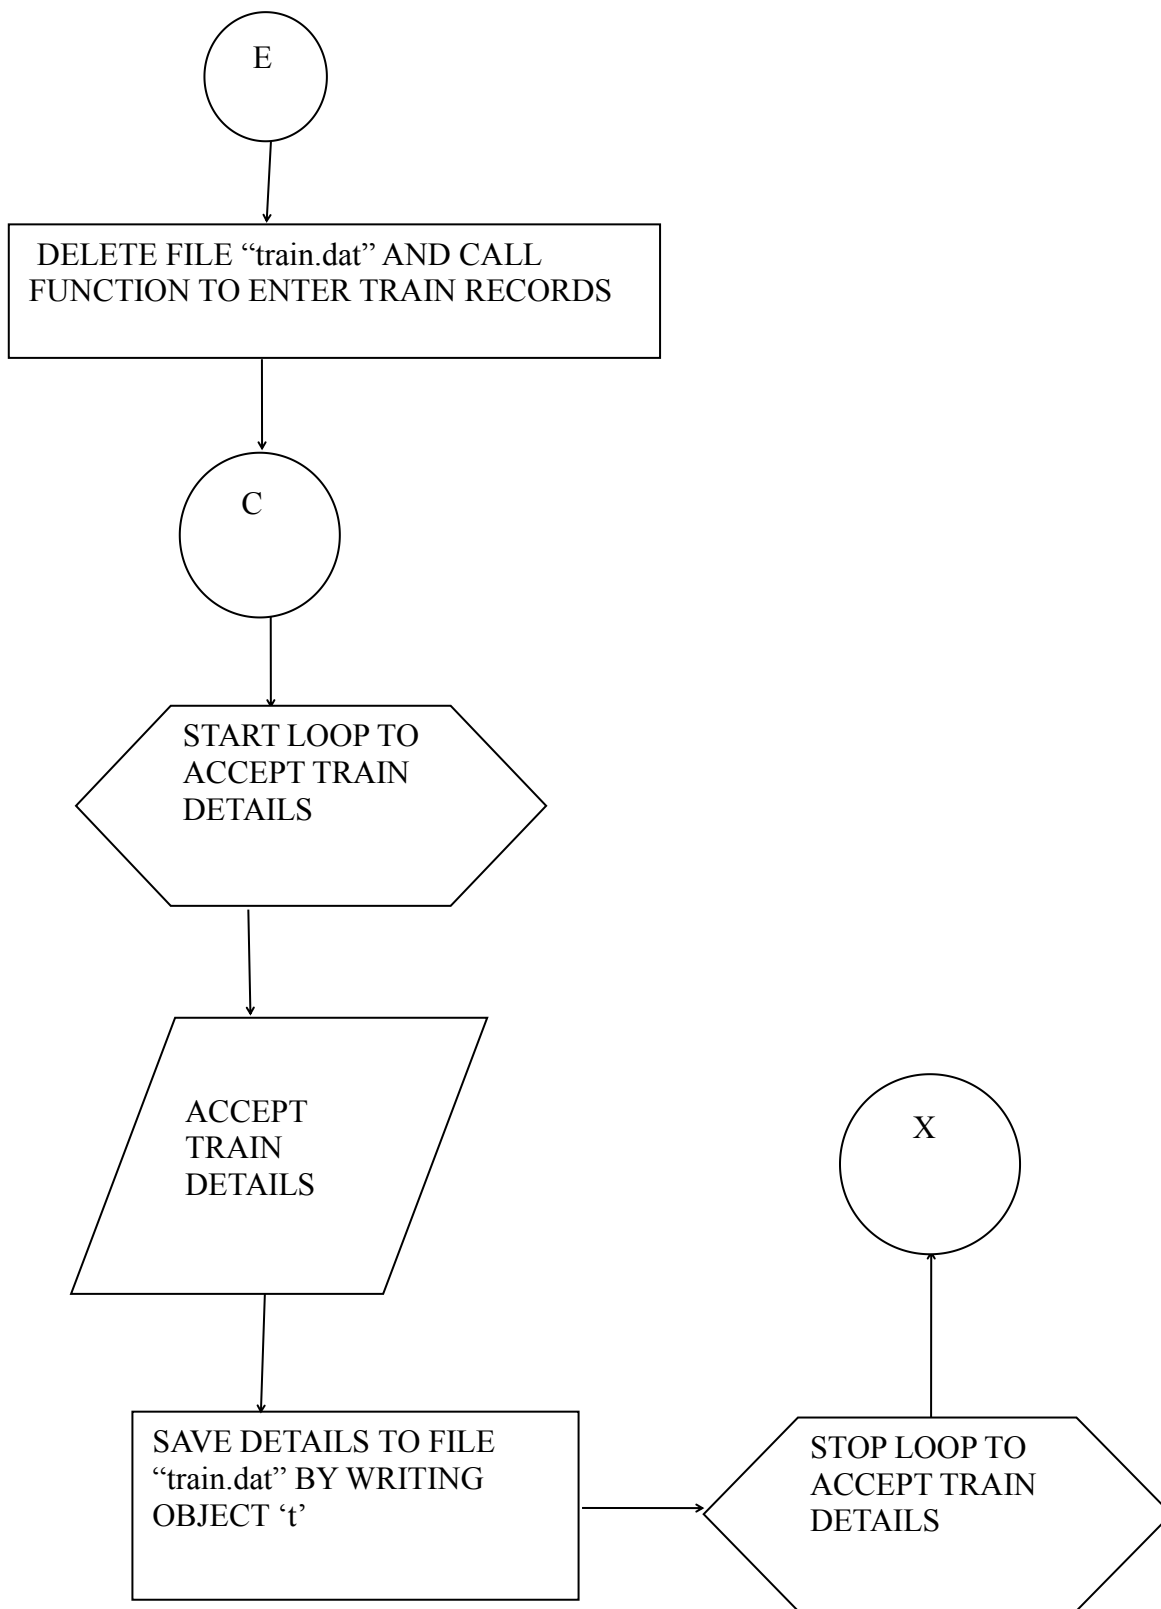 E
DELETE FILE “train.dat” AND CALL
FUNCTION TO ENTER TRAIN RECORDS
C
START LOOP TO
ACCEPT TRAIN
DETAILS
ACCEPT
TRAIN
DETAILS
X
SAVE DETAILS TO FILE
“train.dat” BY WRITING
OBJECT ‘t’
STOP LOOP TO
ACCEPT TRAIN
DETAILS